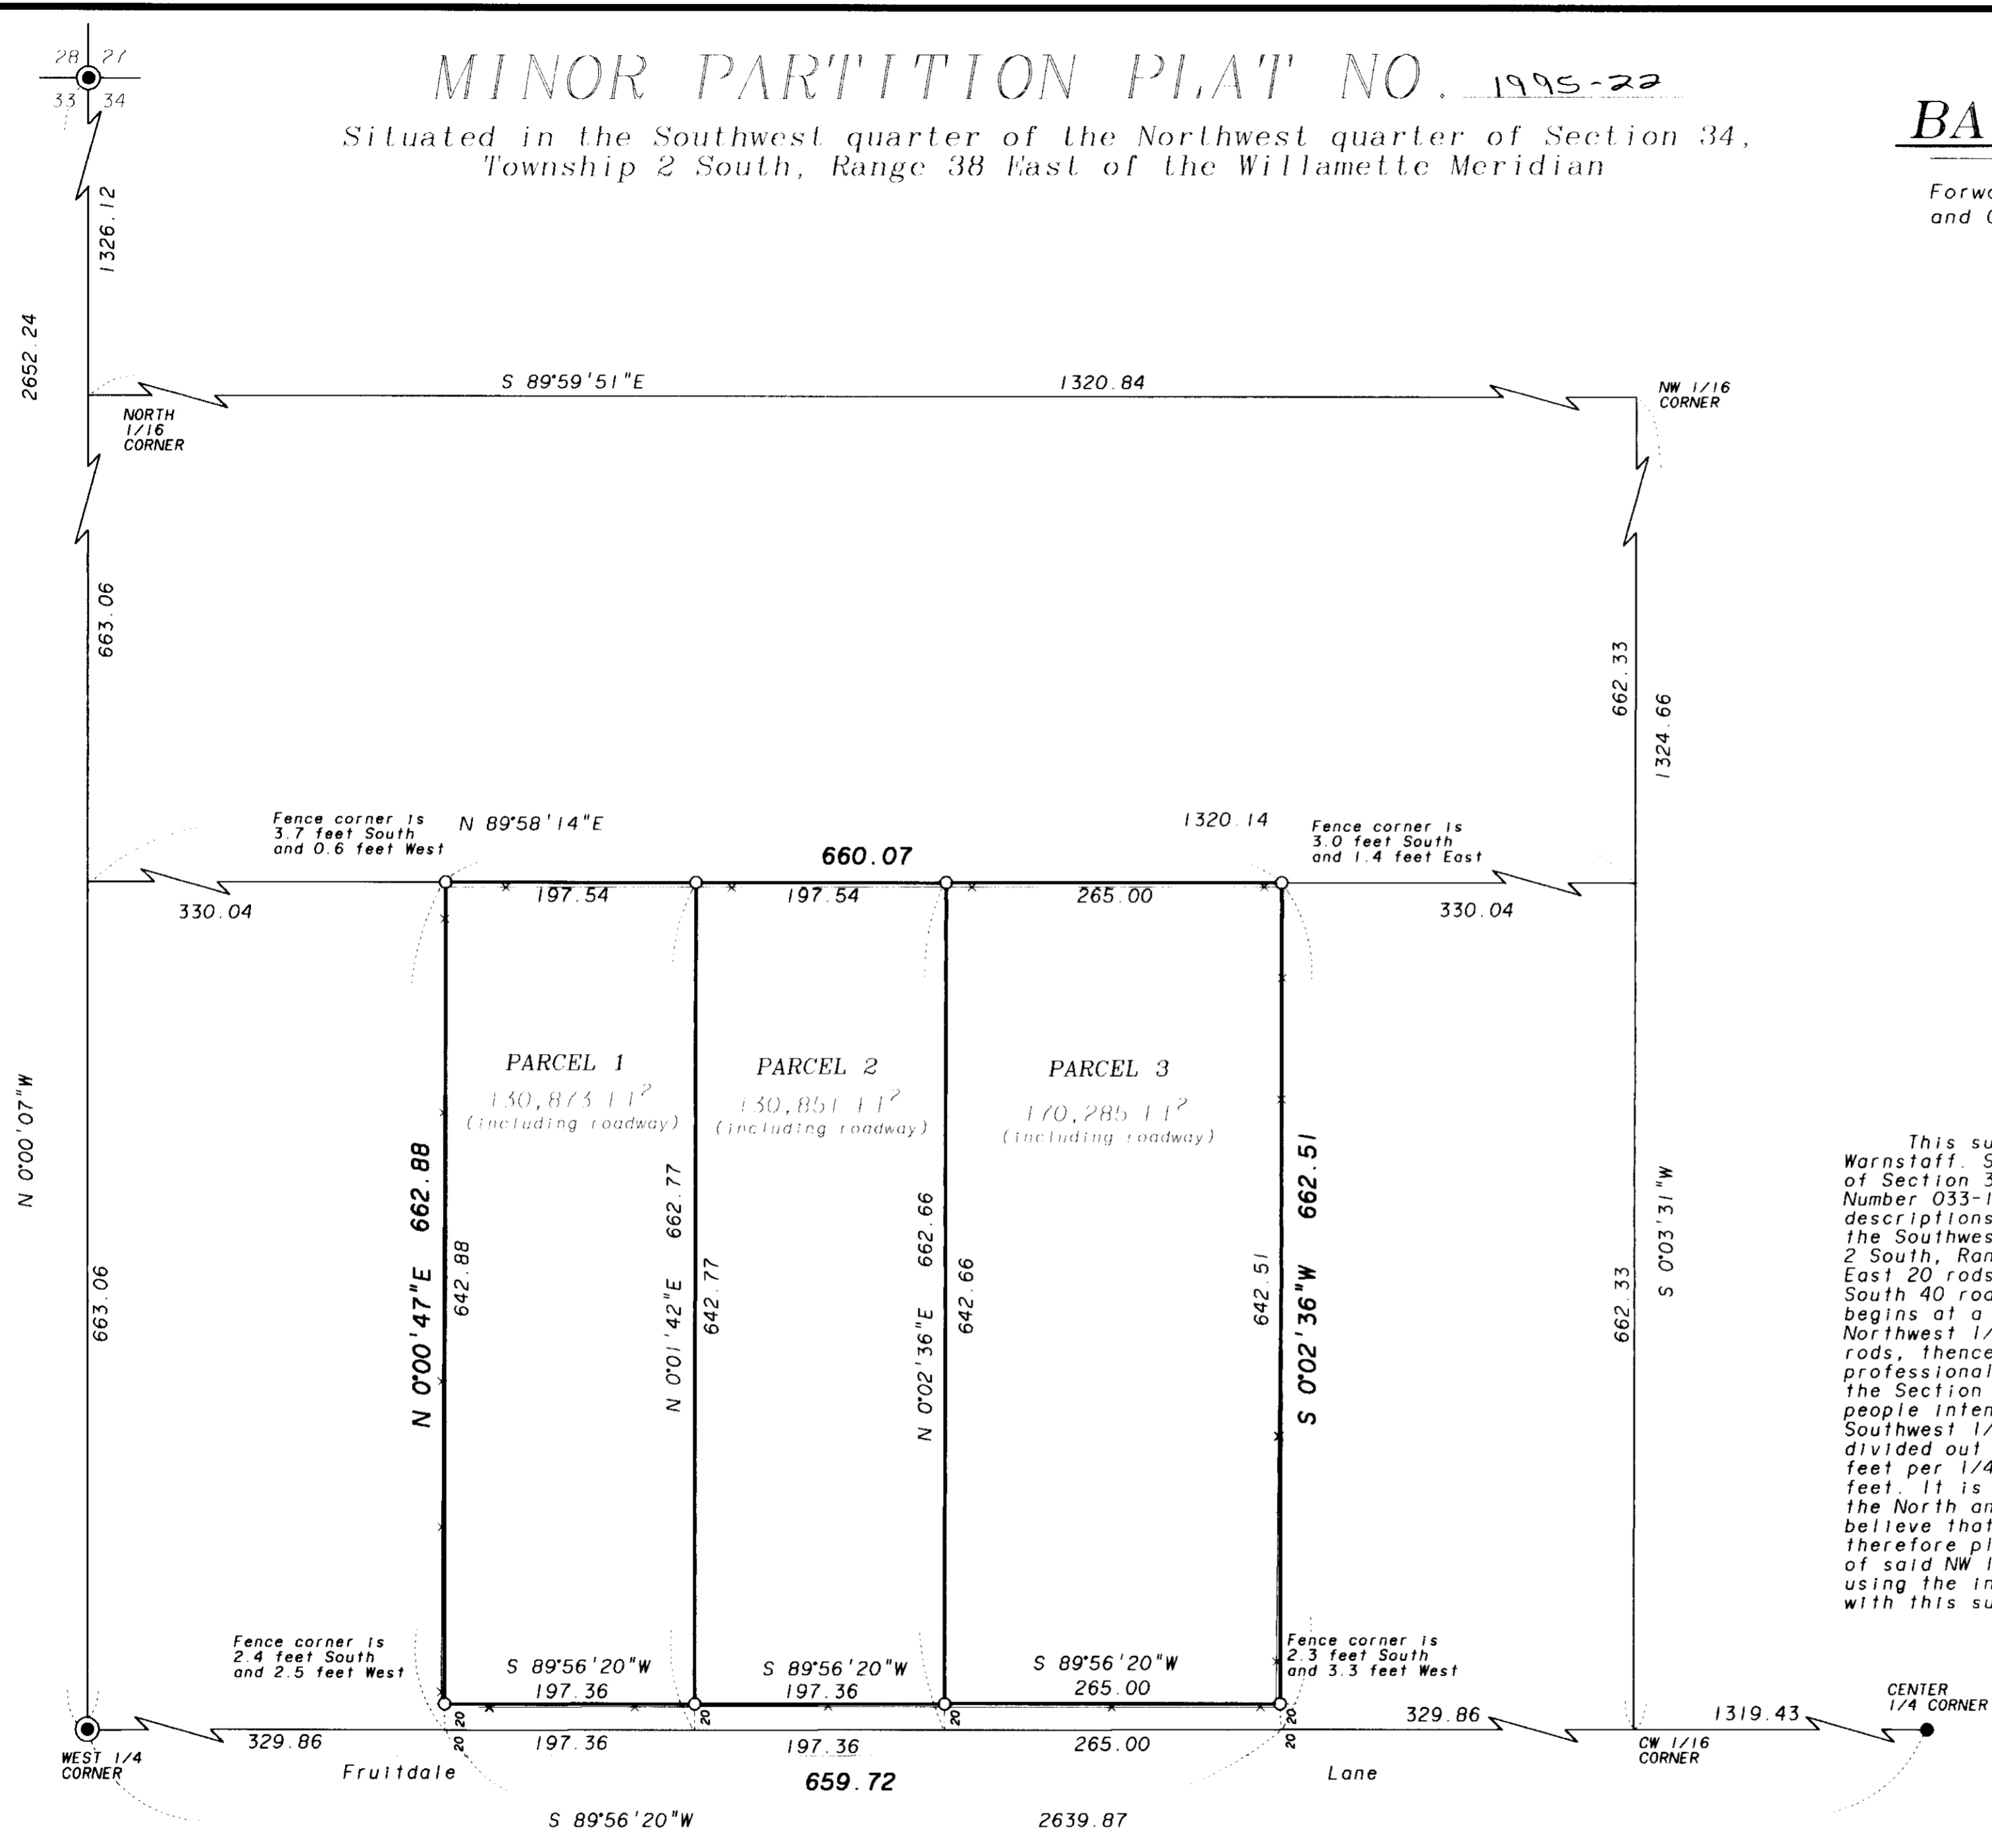 28 27
33 34
MINOR PARTITION PLAT NO. 1995-22
Situated in the Southwest quarter of the Northwest quarter of Section 34,
Township 2 South, Range 38 East of the Willamette Meridian
BA
Forwa
and C
1326.12
2652.24
S 89°59'51"E
1320.84
NORTH
1/16
CORNER
NW 1/16
CORNER
663.06
662.33
1324.66
Fence corner is
3.7 feet South
and 0.6 feet West
N 89°58'14"E
660.07
1320.14
Fence corner is
3.0 feet South
and 1.4 feet East
330.04
197.54
197.54
265.00
330.04
PARCEL 1
130,873 FT²
(including roadway)
PARCEL 2
130,851 FT²
(including roadway)
PARCEL 3
170,285 FT²
(including roadway)
N 0°00'07"W
663.06
N 0°00'47"E 662.88
642.88
N 0°01'42"E 662.77
642.77
N 0°02'36"E 662.66
642.66
642.51
S 0°02'36"W 662.51
662.33
S 0°03'31"W
This su
Warnstaff. S
of Section 3
Number 033-1
descriptions
the Southwes
2 South, Ran
East 20 rods
South 40 rod
begins at a
Northwest 1/
rods, thence
professional
the Section
people inten
Southwest 1/
divided out
feet per 1/4
feet. It is
the North an
believe that
therefore pl
of said NW 1
using the in
with this su
Fence corner is
2.4 feet South
and 2.5 feet West
S 89°56'20"W
197.36
S 89°56'20"W
197.36
S 89°56'20"W
265.00
Fence corner is
2.3 feet South
and 3.3 feet West
20
20
20
20
20
20
WEST 1/4
CORNER
329.86
197.36
197.36
265.00
329.86
CW 1/16
CORNER
1319.43
CENTER
1/4 CORNER
Fruitdale
659.72
Lane
S 89°56'20"W
2639.87